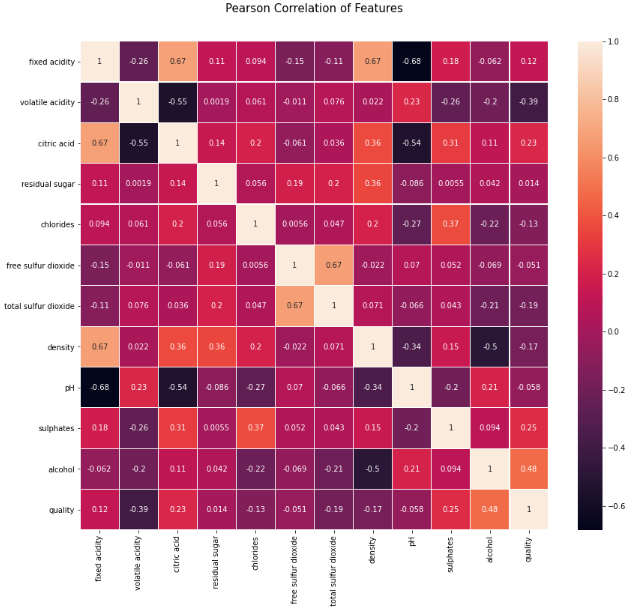 Pearson Correlation of Features
fixed acidity 1 -0.26 0.67 0.11 0.094 -0.15 -0.11 0.67 -0.68 0.18 -0.062 0.12
volatile acidity -0.26 1 -0.55 0.0019 0.061 -0.011 0.076 0.022 0.23 -0.26 -0.2 -0.39
citric acid 0.67 -0.55 1 0.14 0.2 -0.061 0.036 0.36 -0.54 0.31 0.11 0.23
residual sugar 0.11 0.0019 0.14 1 0.056 0.19 0.2 0.36 -0.086 0.0055 0.042 0.014
chlorides 0.094 0.061 0.2 0.056 1 0.0056 0.047 0.2 -0.27 0.37 -0.22 -0.13
free sulfur dioxide -0.15 -0.011 -0.061 0.19 0.0056 1 0.67 -0.022 0.07 0.052 -0.069 -0.051
total sulfur dioxide -0.11 0.076 0.036 0.2 0.047 0.67 1 0.071 -0.066 0.043 -0.21 -0.19
density 0.67 0.022 0.36 0.36 0.2 -0.022 0.071 1 -0.34 0.15 -0.5 -0.17
pH -0.68 0.23 -0.54 -0.086 -0.27 0.07 -0.066 -0.34 1 -0.2 0.21 -0.058
sulphates 0.18 -0.26 0.31 0.0055 0.37 0.052 0.043 0.15 -0.2 1 0.094 0.25
alcohol -0.062 -0.2 0.11 0.042 -0.22 -0.069 -0.21 -0.5 0.21 0.094 1 0.48
quality 0.12 -0.39 0.23 0.014 -0.13 -0.051 -0.19 -0.17 -0.058 0.25 0.48 1
fixed acidity
volatile acidity
citric acid
residual sugar
chlorides
free sulfur dioxide
total sulfur dioxide
density
pH
sulphates
alcohol
quality
1.0
0.8
0.6
0.4
0.2
0.0
−0.2
−0.4
−0.6